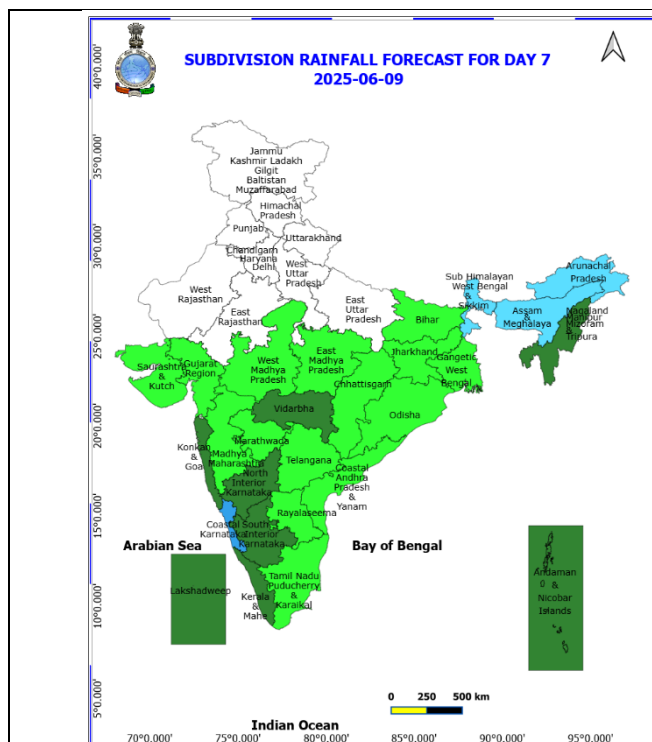 SUBDIVISION RAINFALL FORECAST FOR DAY 7
2025-06-09
40°0.000'
35°0.000'
30°0.000'
25°0.000'
20°0.000'
15°0.000'
10°0.000'
5°0.000'
Jammu
Kashmir Ladakh
Gilgit
Baltistan
Muzaffarabad
Himachal
Pradesh
Punjab
Uttarakhand
Chandigarh
Haryana
Delhi
West
Uttar
Pradesh
West
Rajasthan
East
Rajasthan
East
Uttar
Pradesh
Sub Himalayan
West Bengal
&
Sikkim
Arunachal
Pradesh
Assam
&
Meghalaya
Nagaland
Manipur
Mizoram
&
Tripura
Bihar
Jharkhand
Gangetic
West
Bengal
Saurashtra
&
Kutch
Gujarat
Region
West
Madhya
Pradesh
East
Madhya
Pradesh
Chhattisgarh
Odisha
Vidarbha
Marathwada
Madhya
Maharashtra
Konkan
&
Goa
Telangana
North
Interior
Karnataka
Coastal
Andhra
Pradesh
&
Yanam
Rayalaseema
Coastal
Karnataka
South
Interior
Karnataka
Arabian Sea
Bay of Bengal
Lakshadweep
Tamil Nadu
Puducherry
&
Karaikal
Kerala
&
Mahe
Andaman
&
Nicobar
Islands
0 250 500 km
Indian Ocean
70°0.000' 75°0.000' 80°0.000' 85°0.000' 90°0.000' 95°0.000'